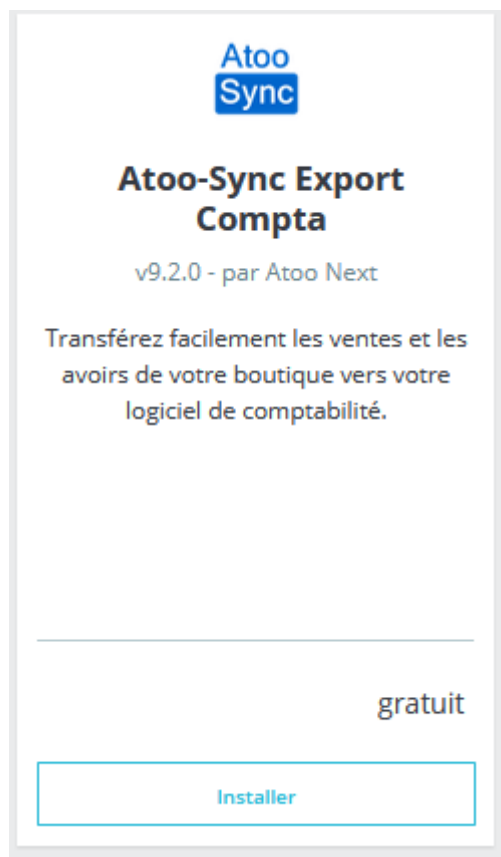 Atoo
Sync
Atoo-Sync Export
Compta
v9.2.0 - par Atoo Next
Transférez facilement les ventes et les
avoirs de votre boutique vers votre
logiciel de comptabilité.
gratuit
Installer